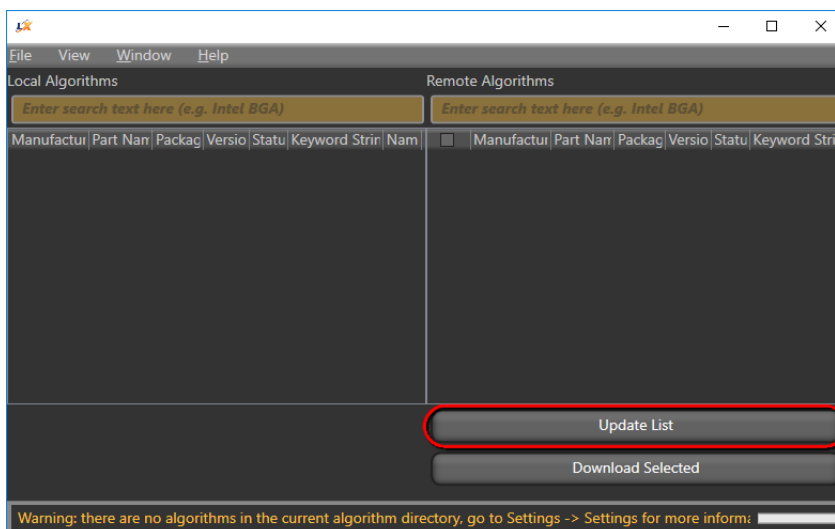 File View Window Help
Local Algorithms Remote Algorithms
Enter search text here (e.g. Intel BGA) Enter search text here (e.g. Intel BGA)
Manufactur Part Nam Packag Versio Statu Keyword Strin Nam Manufactur Part Nam Packag Versio Statu Keyword Stri
Update List
Download Selected
Warning: there are no algorithms in the current algorithm directory, go to Settings -> Settings for more informa